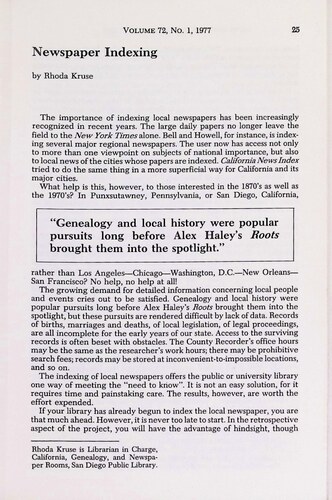 VOLUME 72, NO. 1, 1977 25
Newspaper Indexing
by Rhoda Kruse
The importance of indexing local newspapers has been increasingly
recognized in recent years. The large daily papers no longer leave the
field to the New York Times alone. Bell and Howell, for instance, is index-
ing several major regional newspapers. The user now has access not only
to more than one viewpoint on subjects of national importance, but also
to local news of the cities whose papers are indexed. California News Index
tried to do the same thing in a more superficial way for California and its
major cities.
What help is this, however, to those interested in the 1870's as well as
the 1970's? In Punxsutawney, Pennsylvania, or San Diego, California,
"Genealogy and local history were popular
pursuits long before Alex Haley's Roots
brought them into the spotlight."
rather than Los Angeles—Chicago—Washington, D.C.—New Orleans—
San Francisco? No help, no help at all!
The growing demand for detailed information concerning local people
and events cries out to be satisfied. Genealogy and local history were
popular pursuits long before Alex Haley's Roots brought them into the
spotlight, but these pursuits are rendered difficult by lack of data. Records
of births, marriages and deaths, of local legislation, of legal proceedings,
are all incomplete for the early years of our state. Access to the surviving
records is often beset with obstacles. The County Recorder's office hours
may be the same as the researcher's work hours; there may be prohibitive
search fees; records may be stored at inconvenient-to-impossible locations,
and so on.
The indexing of local newspapers offers the public or university library
one way of meeting the "need to know". It is not an easy solution, for it
requires time and painstaking care. The results, however, are worth the
effort expended.
If your library has already begun to index the local newspaper, you are
that much ahead. However, it is never too late to start. In the retrospective
aspect of the project, you will have the advantage of hindsight, though
Rhoda Kruse is Librarian in Charge,
California, Genealogy, and Newspa-
per Rooms, San Diego Public Library.